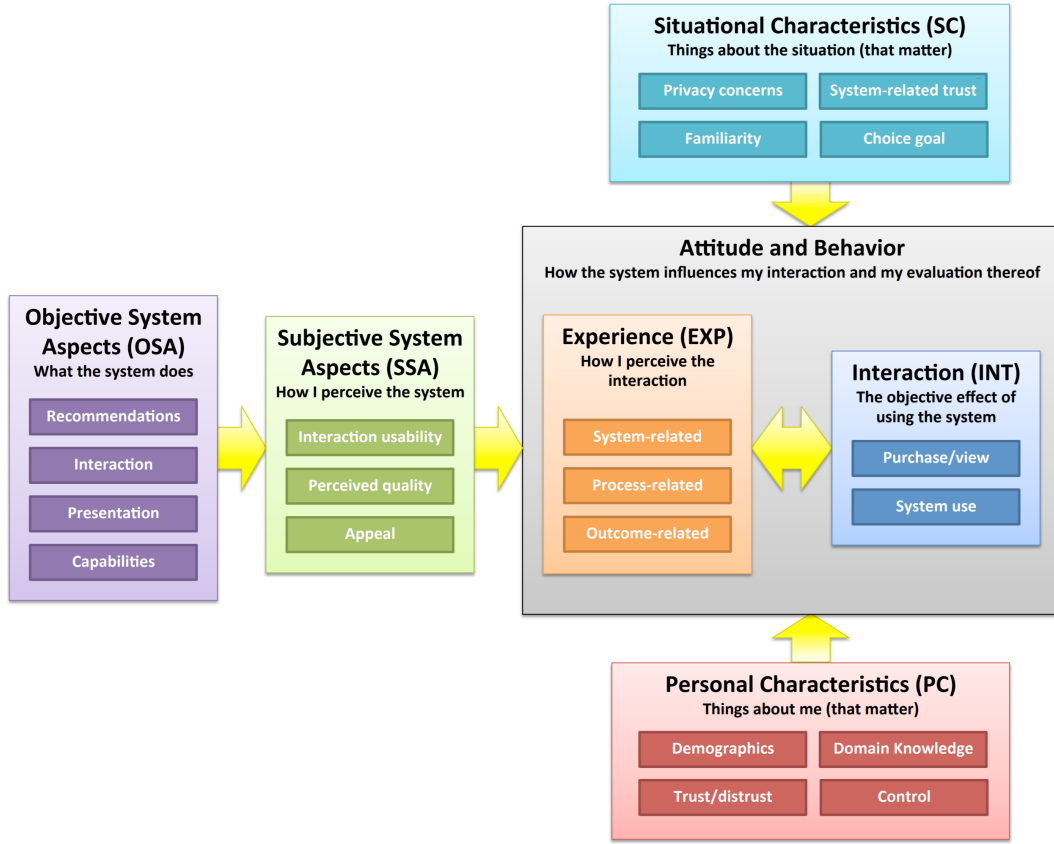 Situational Characteristics (SC)
Things about the situation (that matter)
Privacy concerns
System-related trust
Familiarity
Choice goal
Attitude and Behavior
How the system influences my interaction and my evaluation thereof
Objective System
Aspects (OSA)
What the system does
Recommendations
Interaction
Presentation
Capabilities
Subjective System
Aspects (SSA)
How I perceive the system
Interaction usability
Perceived quality
Appeal
Experience (EXP)
How I perceive the
interaction
System-related
Process-related
Outcome-related
Interaction (INT)
The objective effect of
using the system
Purchase/view
System use
Personal Characteristics (PC)
Things about me (that matter)
Demographics
Domain Knowledge
Trust/distrust
Control